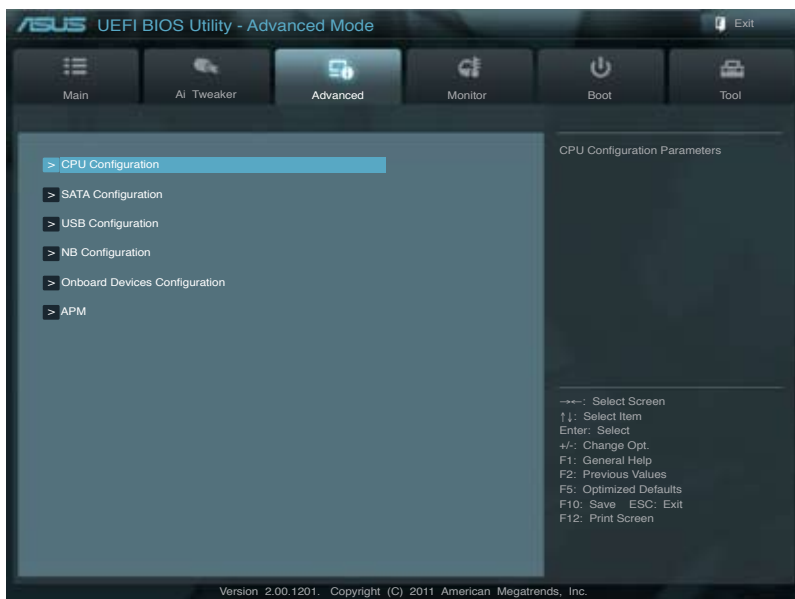 ASUS UEFI BIOS Utility - Advanced Mode
Exit
Main
Ai Tweaker
Advanced
Monitor
Boot
Tool
> CPU Configuration
> SATA Configuration
> USB Configuration
> NB Configuration
> Onboard Devices Configuration
> APM
CPU Configuration Parameters
→←: Select Screen
↑↓: Select Item
Enter: Select
+/-: Change Opt.
F1: General Help
F2: Previous Values
F5: Optimized Defaults
F10: Save ESC: Exit
F12: Print Screen
Version 2.00.1201. Copyright (C) 2011 American Megatrends, Inc.